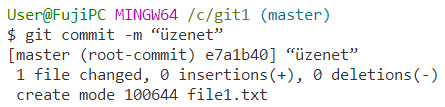 User@FujiPC MINGW64 /c/git1 (master)
$ git commit -m “üzenet”
[master (root-commit) e7a1b40] “üzenet”
 1 file changed, 0 insertions(+), 0 deletions(-)
 create mode 100644 file1.txt